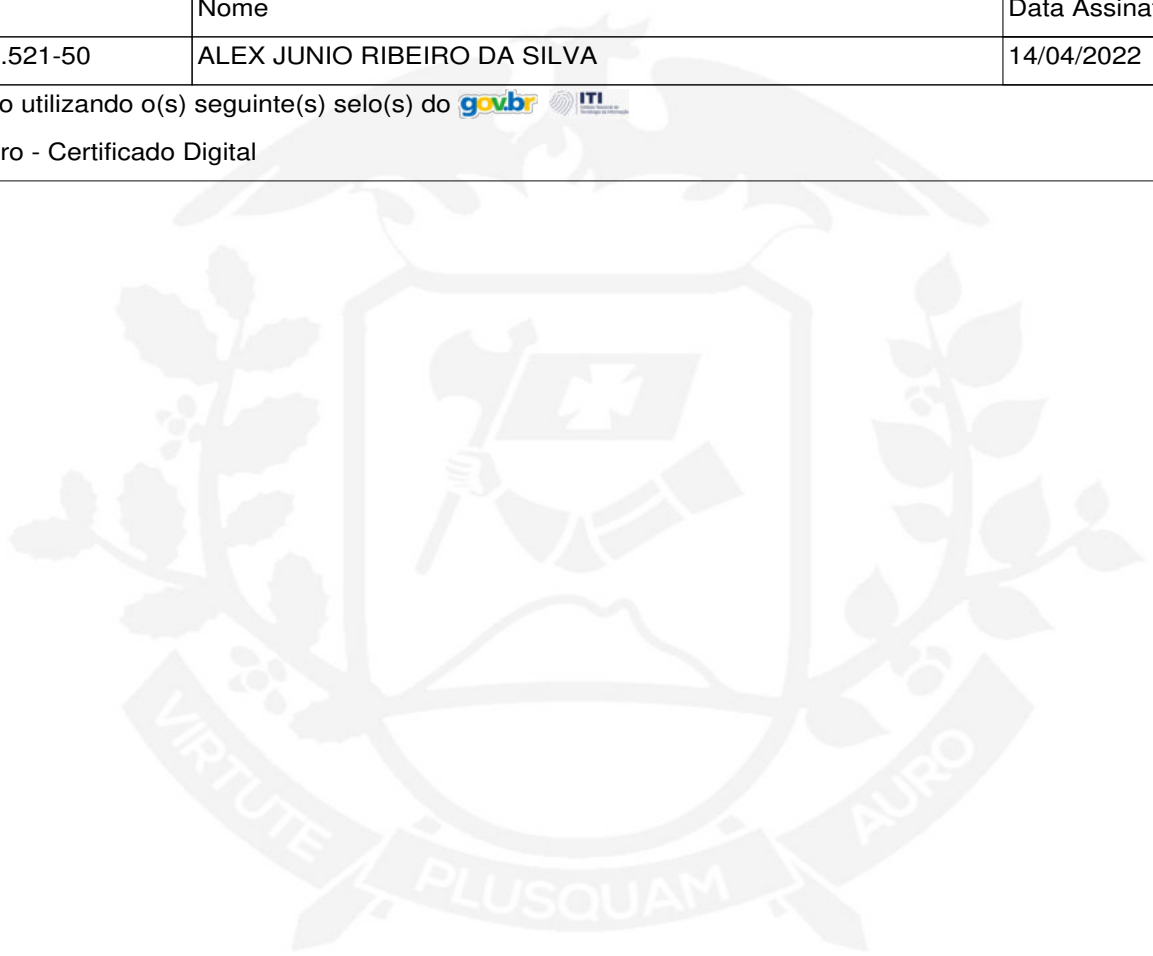 Nome Data Assinat
.521-50 ALEX JUNIO RIBEIRO DA SILVA 14/04/2022
o utilizando o(s) seguinte(s) selo(s) do gov.br ITI
ro - Certificado Digital
VIRTUTE PLUSQUAM AURO